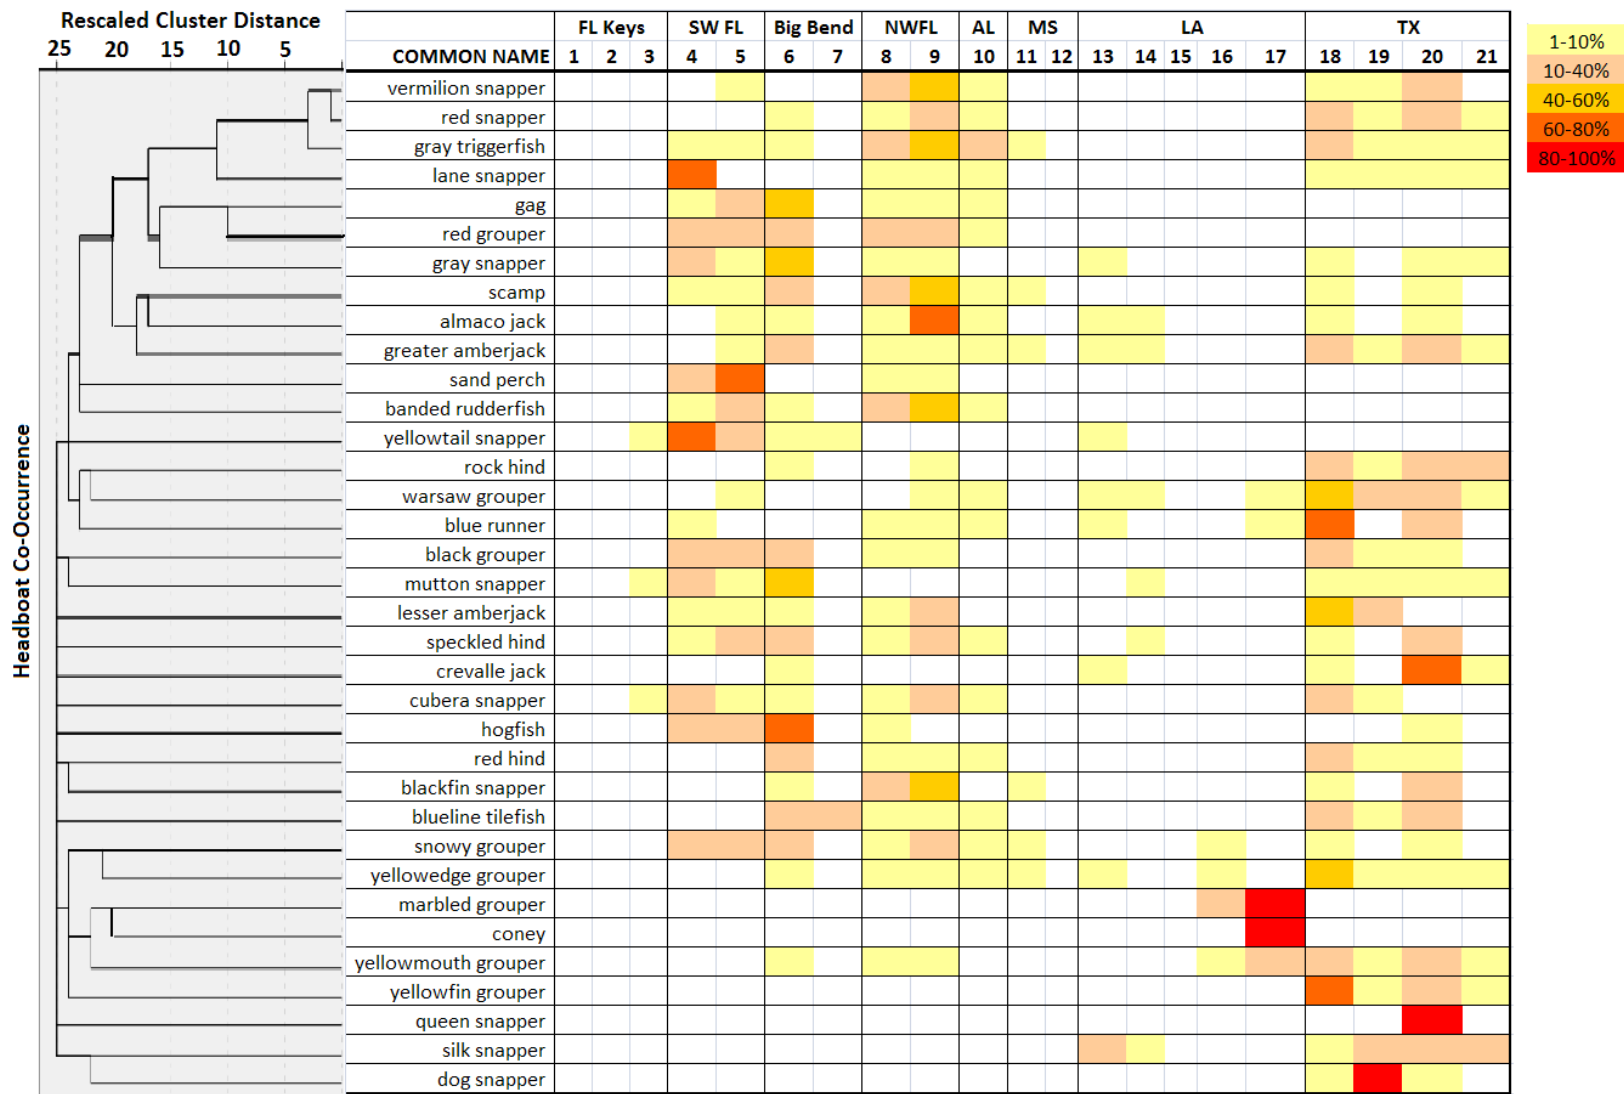 Rescaled Cluster Distance
25 20 15 10 5
FL Keys SW FL Big Bend NWFL AL MS LA TX
COMMON NAME 1 2 3 4 5 6 7 8 9 10 11 12 13 14 15 16 17 18 19 20 21
1-10%
10-40%
40-60%
60-80%
80-100%
Headboat Co-Occurrence
vermilion snapper
red snapper
gray triggerfish
lane snapper
gag
red grouper
gray snapper
scamp
almaco jack
greater amberjack
sand perch
banded rudderfish
yellowtail snapper
rock hind
warsaw grouper
blue runner
black grouper
mutton snapper
lesser amberjack
speckled hind
crevalle jack
cubera snapper
hogfish
red hind
blackfin snapper
blueline tilefish
snowy grouper
yellowedge grouper
marbled grouper
coney
yellowmouth grouper
yellowfin grouper
queen snapper
silk snapper
dog snapper